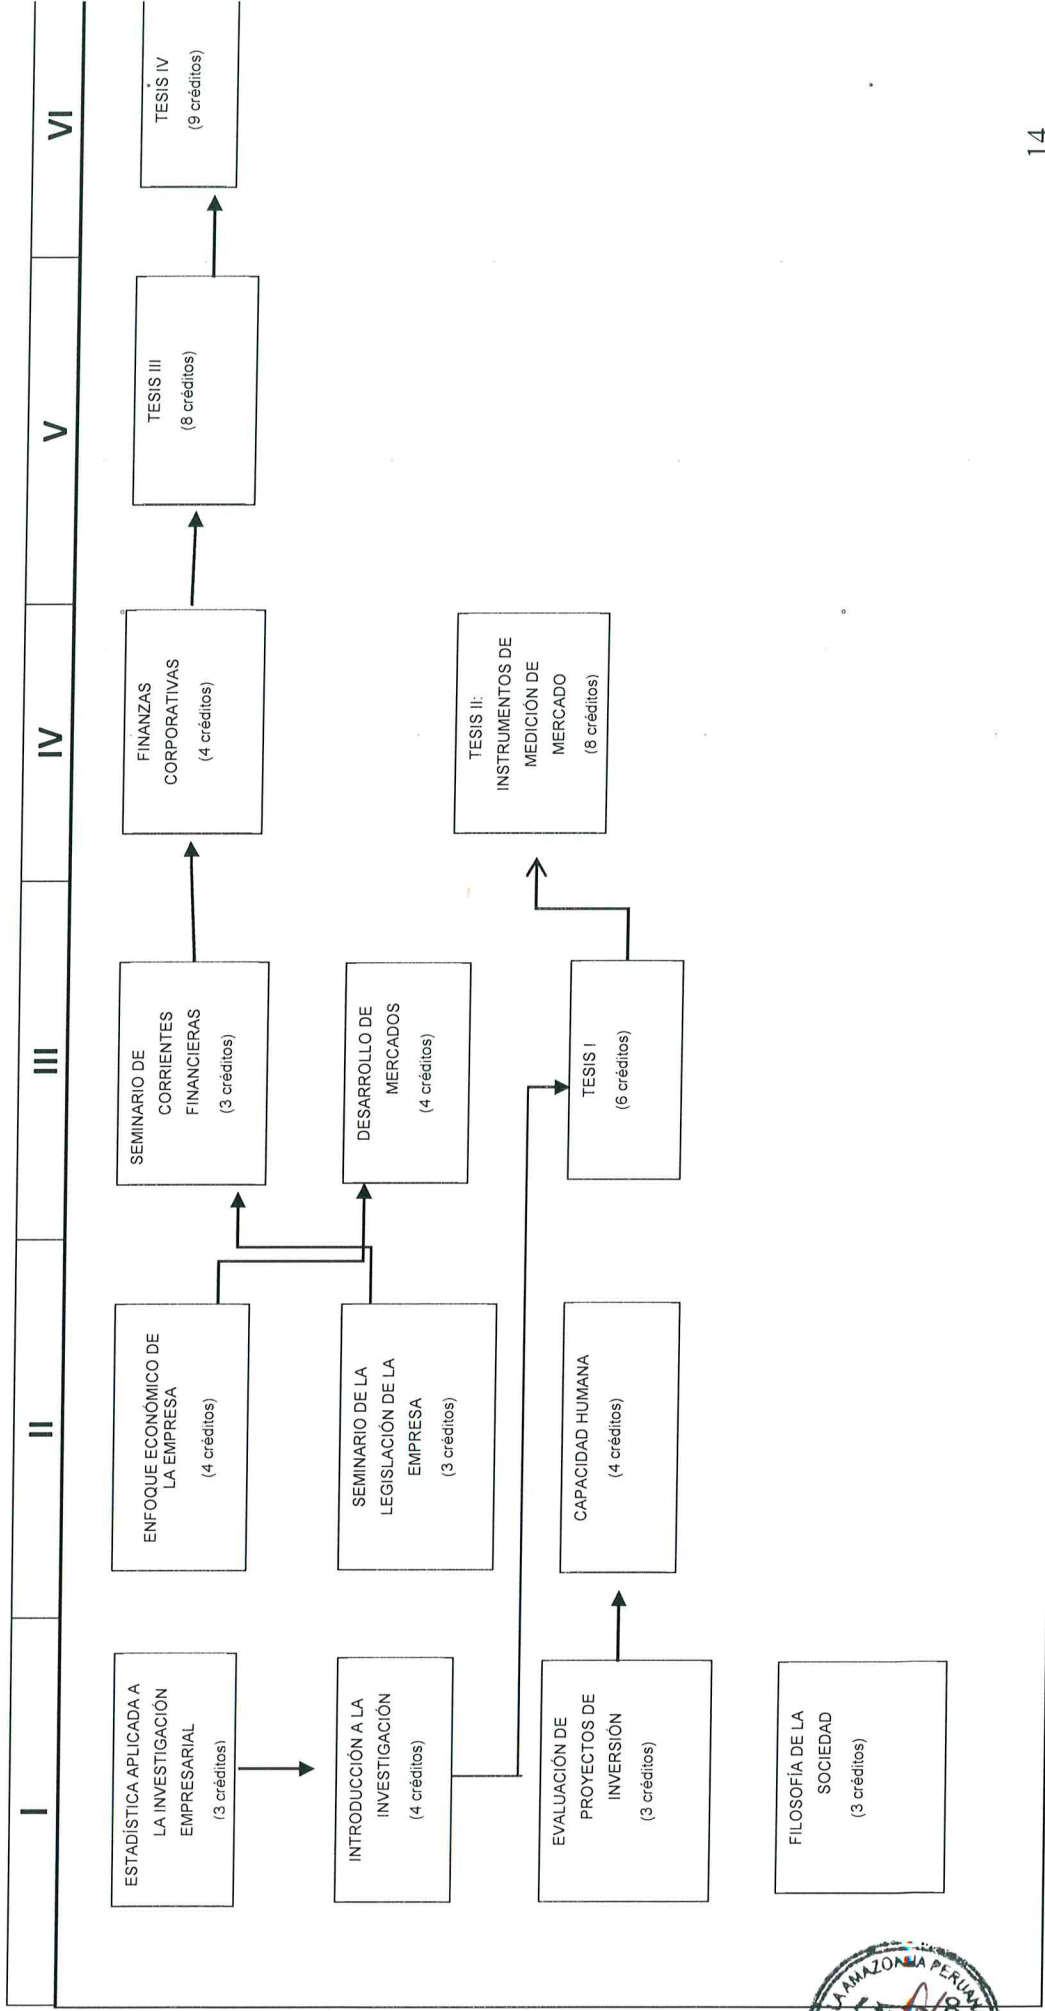 I
II
III
IV
V
VI
ESTADÍSTICA APLICADA A
LA INVESTIGACIÓN
EMPRESARIAL
(3 créditos)
INTRODUCCIÓN A LA
INVESTIGACIÓN
(4 créditos)
EVALUACIÓN DE
PROYECTOS DE
INVERSIÓN
(3 créditos)
FILOSOFÍA DE LA
SOCIEDAD
(3 créditos)
ENFOQUE ECONÓMICO DE
LA EMPRESA
(4 créditos)
SEMINARIO DE LA
LEGISLACIÓN DE LA
EMPRESA
(3 créditos)
CAPACIDAD HUMANA
(4 créditos)
SEMINARIO DE
CORRIENTES
FINANCIERAS
(3 créditos)
DESARROLLO DE
MERCADOS
(4 créditos)
TESIS I
(6 créditos)
FINANZAS
CORPORATIVAS
(4 créditos)
TESIS II:
INSTRUMENTOS DE
MEDICIÓN DE
MERCADO
(8 créditos)
TESIS III
(8 créditos)
TESIS IV
(9 créditos)
14
LA AMAZONIA PERUAN